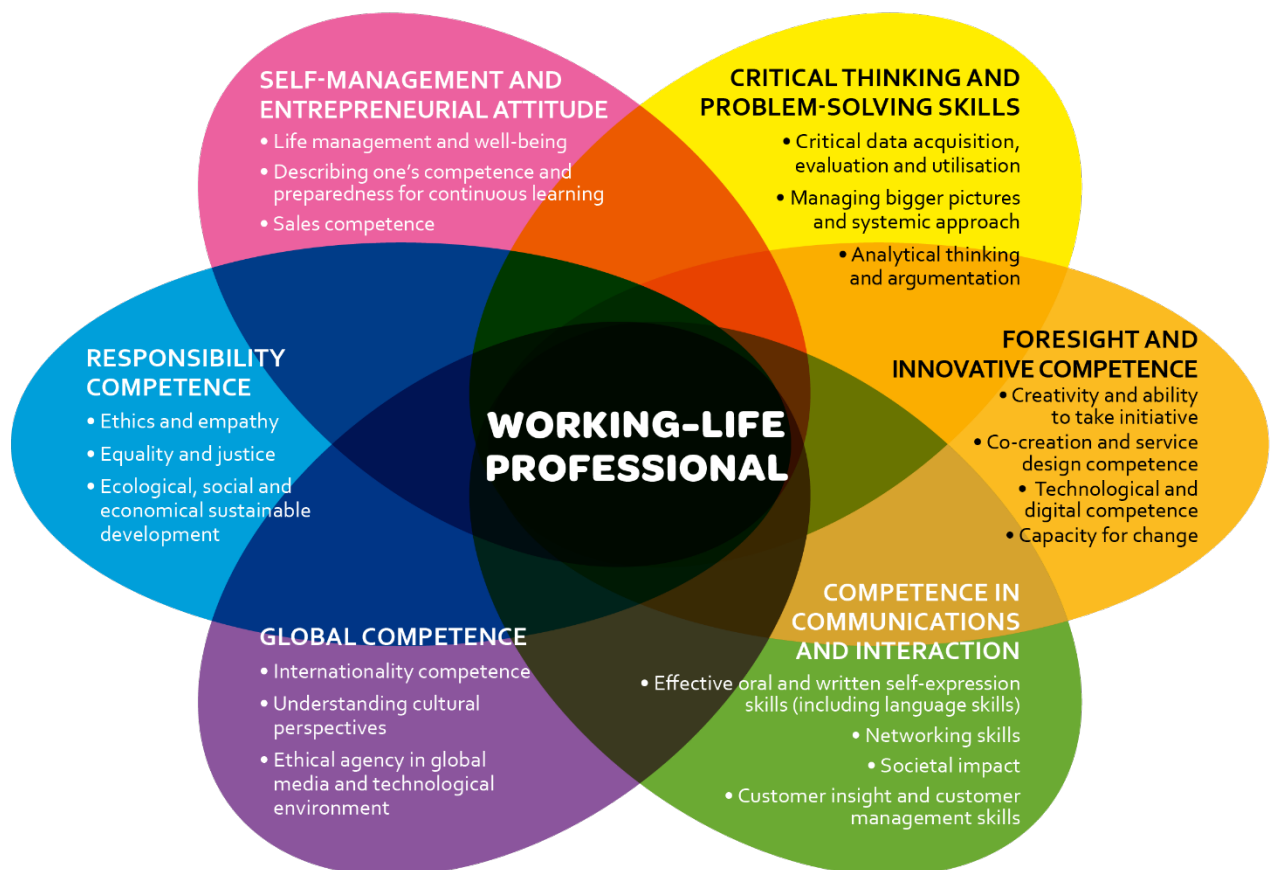 SELF-MANAGEMENT AND
ENTREPRENEURIAL ATTITUDE
• Life management and well-being
• Describing one's competence and
preparedness for continuous learning
• Sales competence
CRITICAL THINKING AND
PROBLEM-SOLVING SKILLS
• Critical data acquisition,
evaluation and utilisation
• Managing bigger pictures
and systemic approach
• Analytical thinking
and argumentation
RESPONSIBILITY
COMPETENCE
• Ethics and empathy
• Equality and justice
• Ecological, social and
economical sustainable
development
WORKING-LIFE
PROFESSIONAL
FORESIGHT AND
INNOVATIVE COMPETENCE
• Creativity and ability
to take initiative
• Co-creation and service
design competence
• Technological and
digital competence
• Capacity for change
GLOBAL COMPETENCE
• Internationality competence
• Understanding cultural
perspectives
• Ethical agency in global
media and technological
environment
COMPETENCE IN
COMMUNICATIONS
AND INTERACTION
• Effective oral and written self-expression
skills (including language skills)
• Networking skills
• Societal impact
• Customer insight and customer
management skills